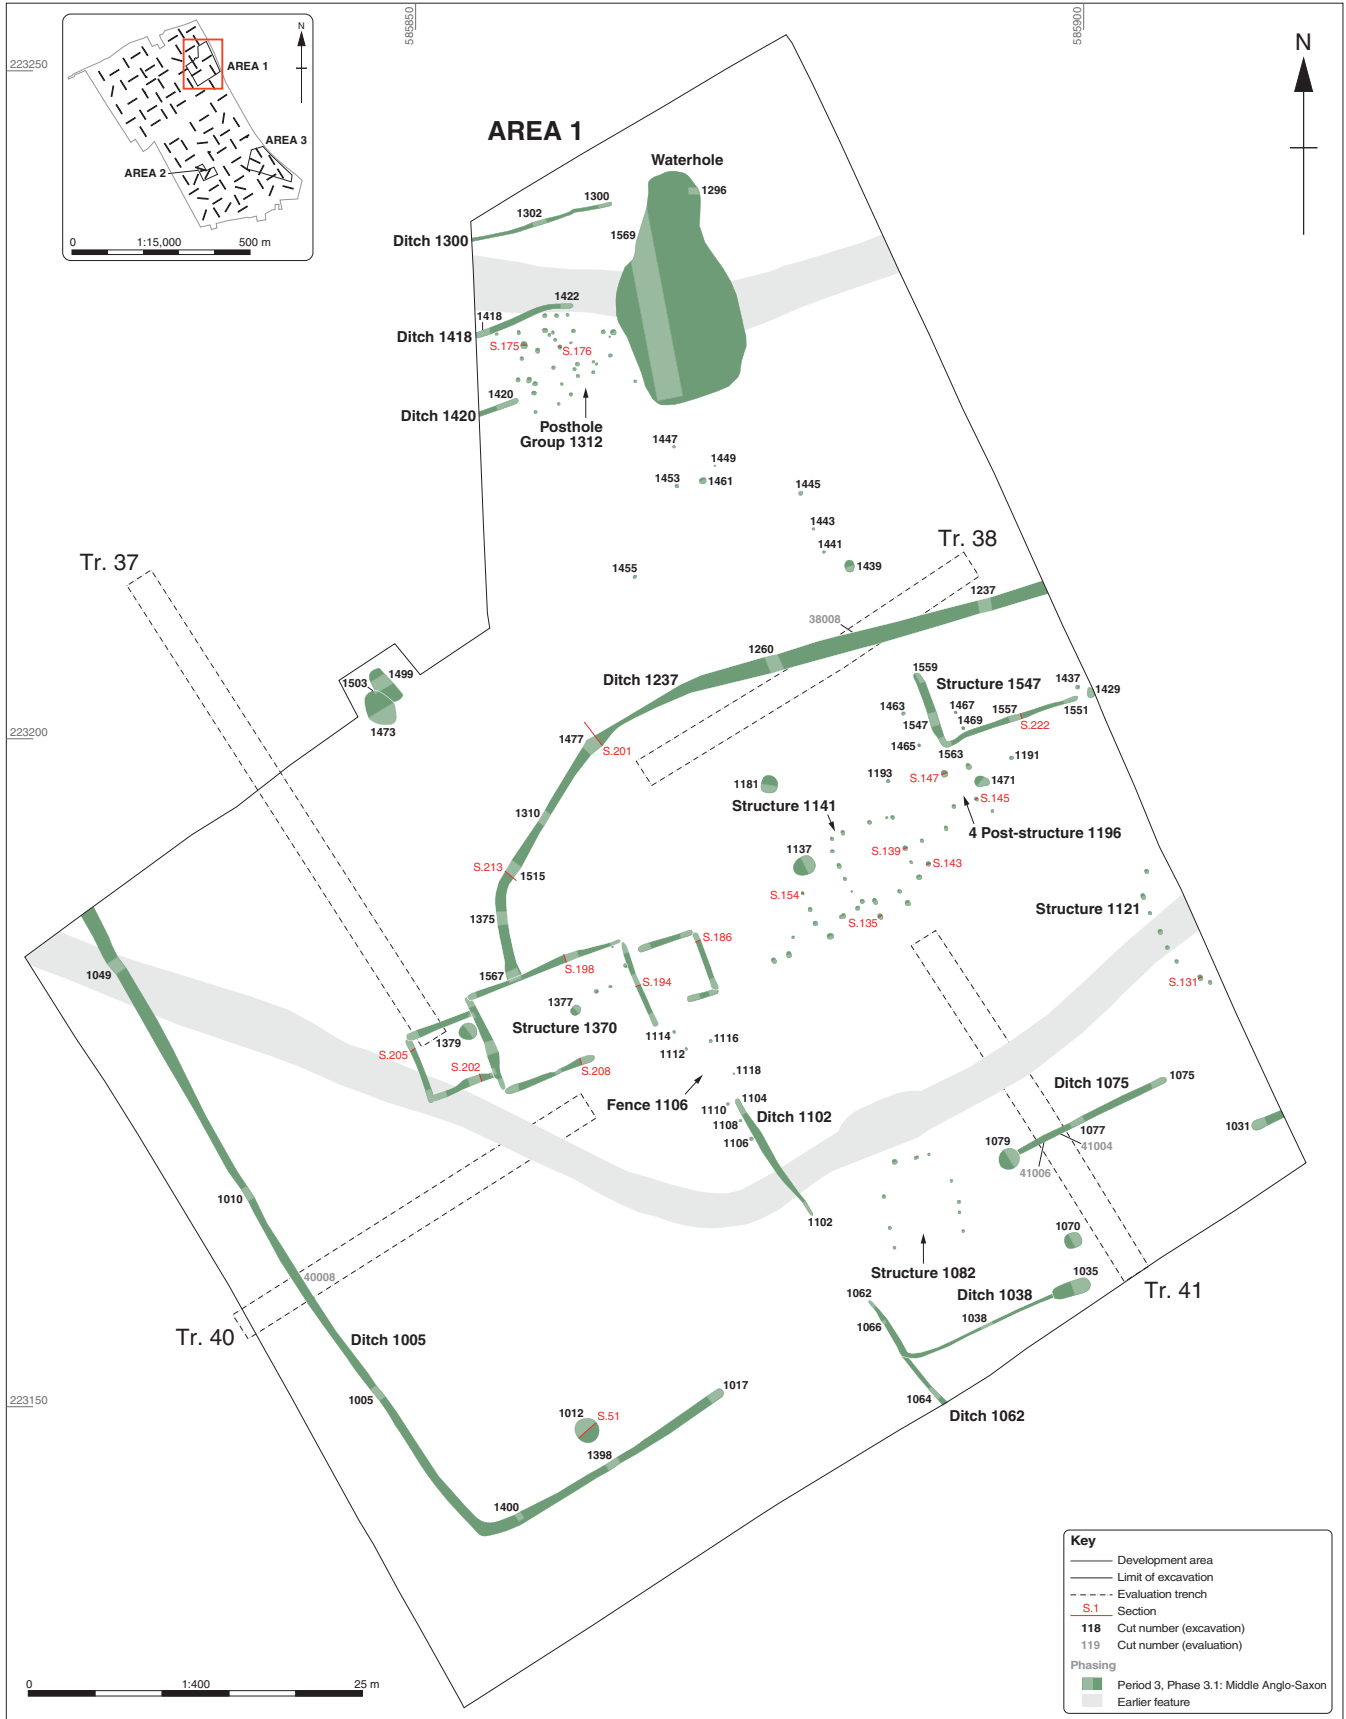 585850
585900
223250
N
AREA 1
AREA 3
AREA 2
0
1:15,000
500 m
N
AREA 1
Waterhole
1296
1300
1302
1569
Ditch 1300
1422
1418
Ditch 1418
S.175
S.176
1420
Ditch 1420
Posthole
Group 1312
1447
1449
1453
1461
1445
1443
1441
1439
1455
Tr. 38
Tr. 37
1237
38008
1260
Ditch 1237
1499
1503
1473
223200
1477
S.201
1559
Structure 1547
1437
1429
1463
1467
1557
1551
1547
1469
S.222
1465
1563
1191
1193
S.147
1471
1181
S.145
Structure 1141
4 Post-structure 1196
1310
1137
S.139
S.143
S.213
1515
S.154
S.135
Structure 1121
1375
S.186
1049
1567
S.198
S.194
S.131
1377
Structure 1370
1379
1114
1116
1112
S.205
S.202
S.208
1118
Fence 1106
1104
1110
Ditch 1102
1108
1106
Ditch 1075
1075
1077
1031
1079
41004
41006
1010
1102
1070
40008
Structure 1082
1035
1062
Ditch 1038
Tr. 41
1066
1038
Tr. 40
Ditch 1005
1017
1005
1064
Ditch 1062
223150
1012
S.51
1398
1400
Key
Development area
Limit of excavation
Evaluation trench
S.1
Section
118
Cut number (excavation)
119
Cut number (evaluation)
Phasing
Period 3, Phase 3.1: Middle Anglo-Saxon
Earlier feature
0
1:400
25 m